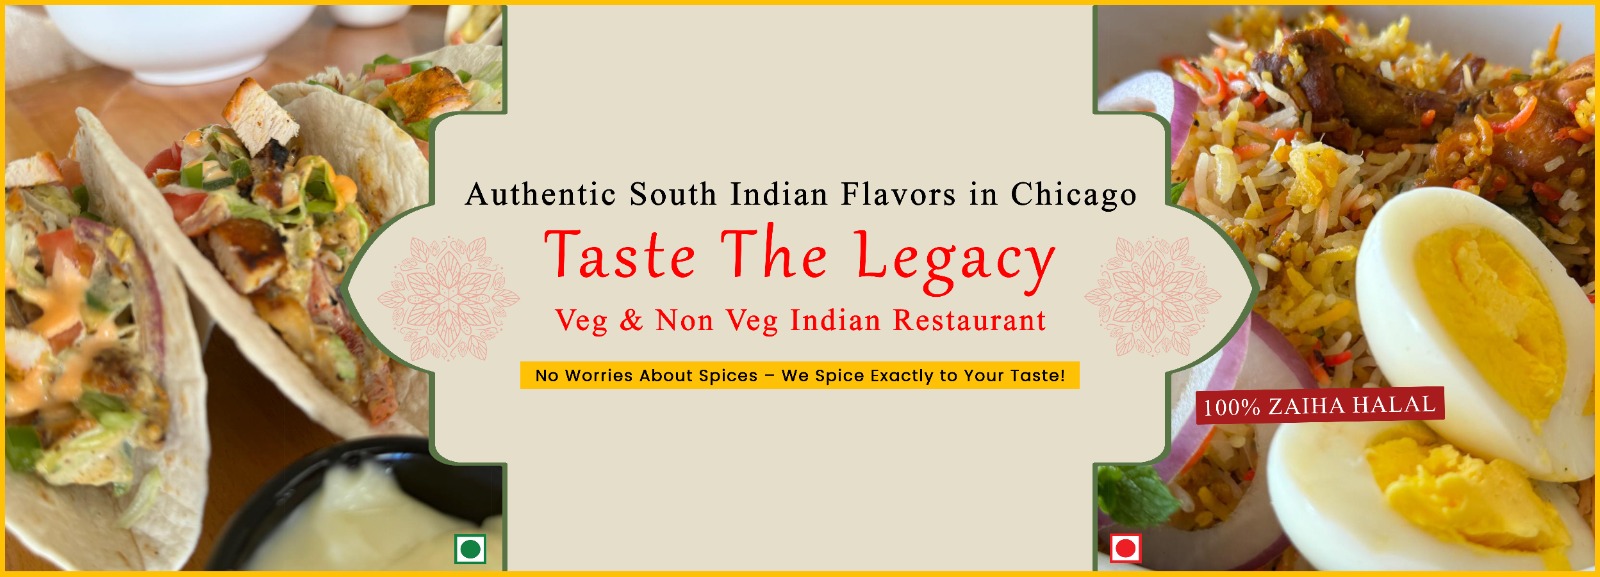 Authentic South Indian Flavors in Chicago
Taste The Legacy
Veg & Non Veg Indian Restaurant
No Worries About Spices – We Spice Exactly to Your Taste!
100% ZAIHA HALAL